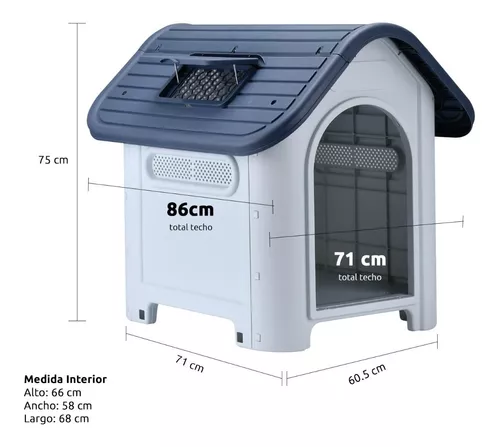 75 cm
86cm
total techo
71 cm
total techo
71 cm
60.5 cm
Medida Interior
Alto: 66 cm
Ancho: 58 cm
Largo: 68 cm